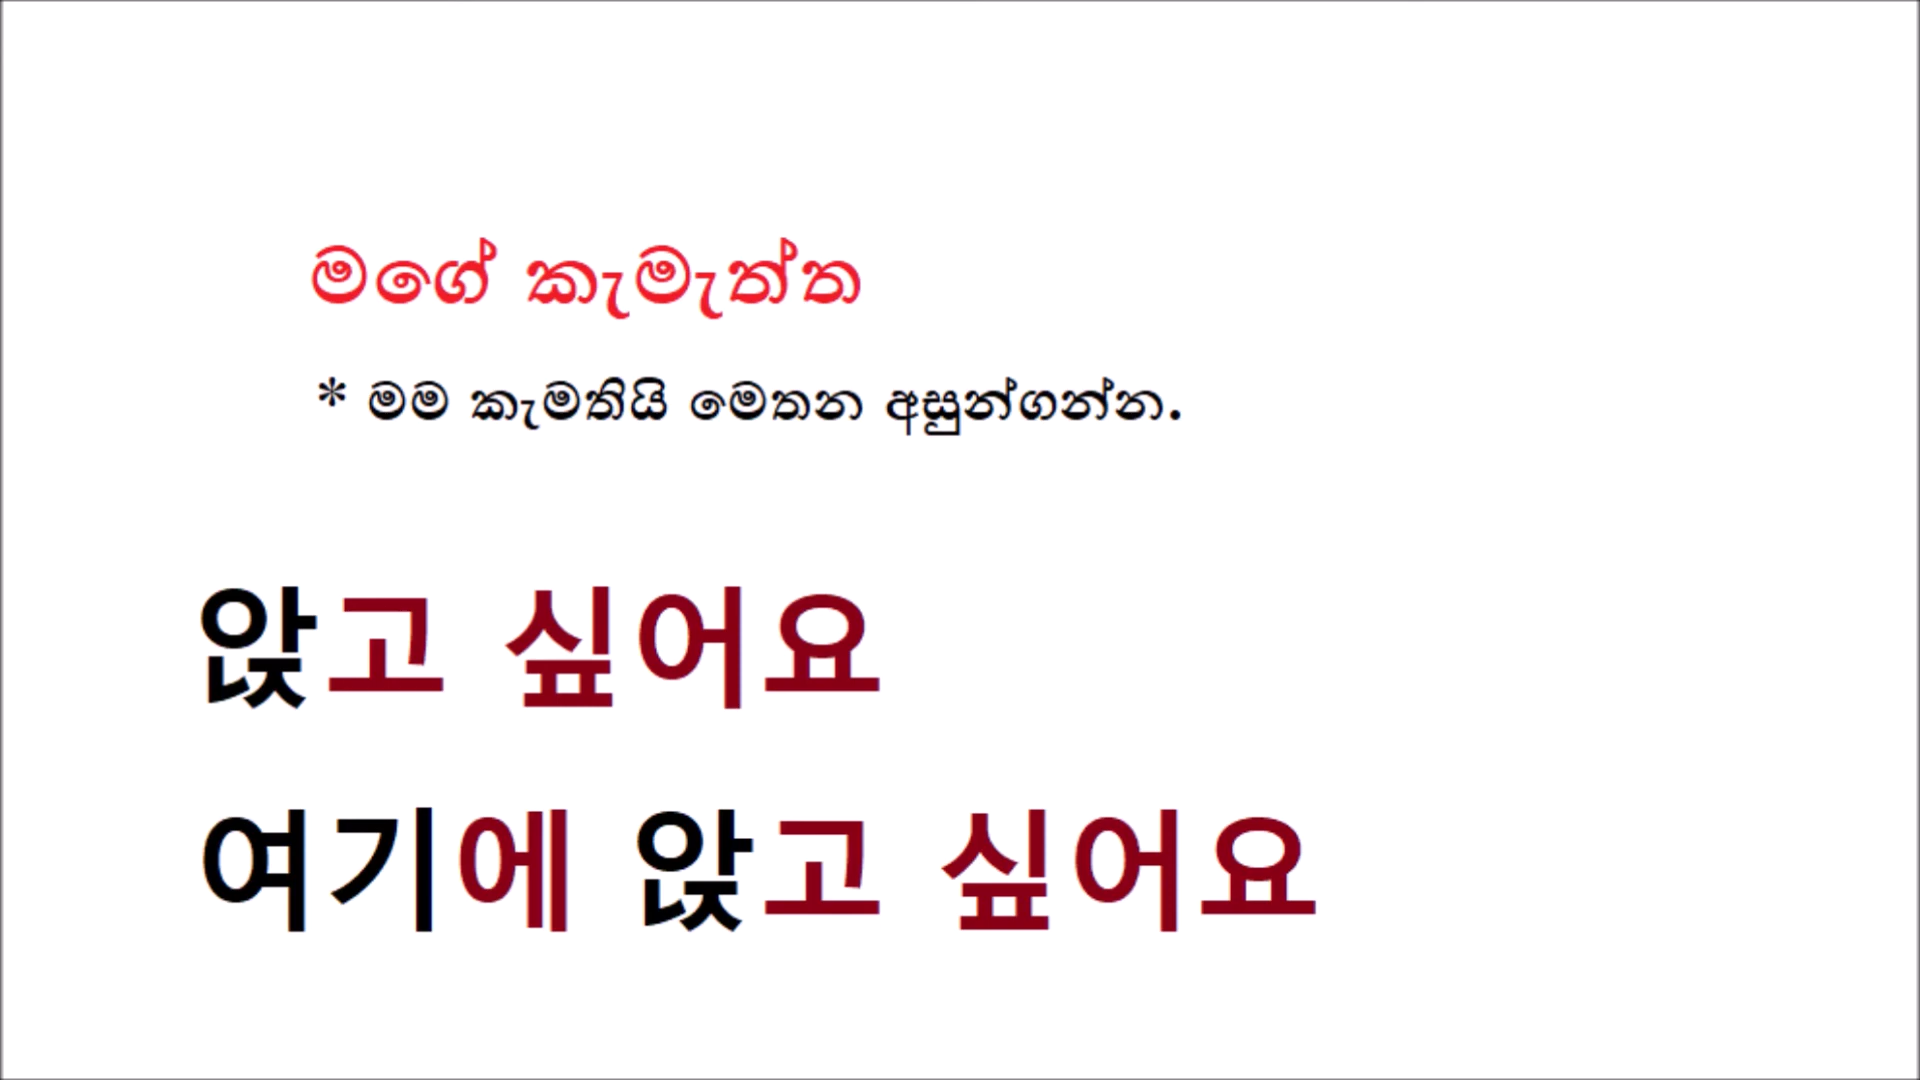 මගේ කැමැත්ත
* මම කැමතියි මෙතන අසුන්ගන්න.
앉고 싶어요
여기에 앉고 싶어요